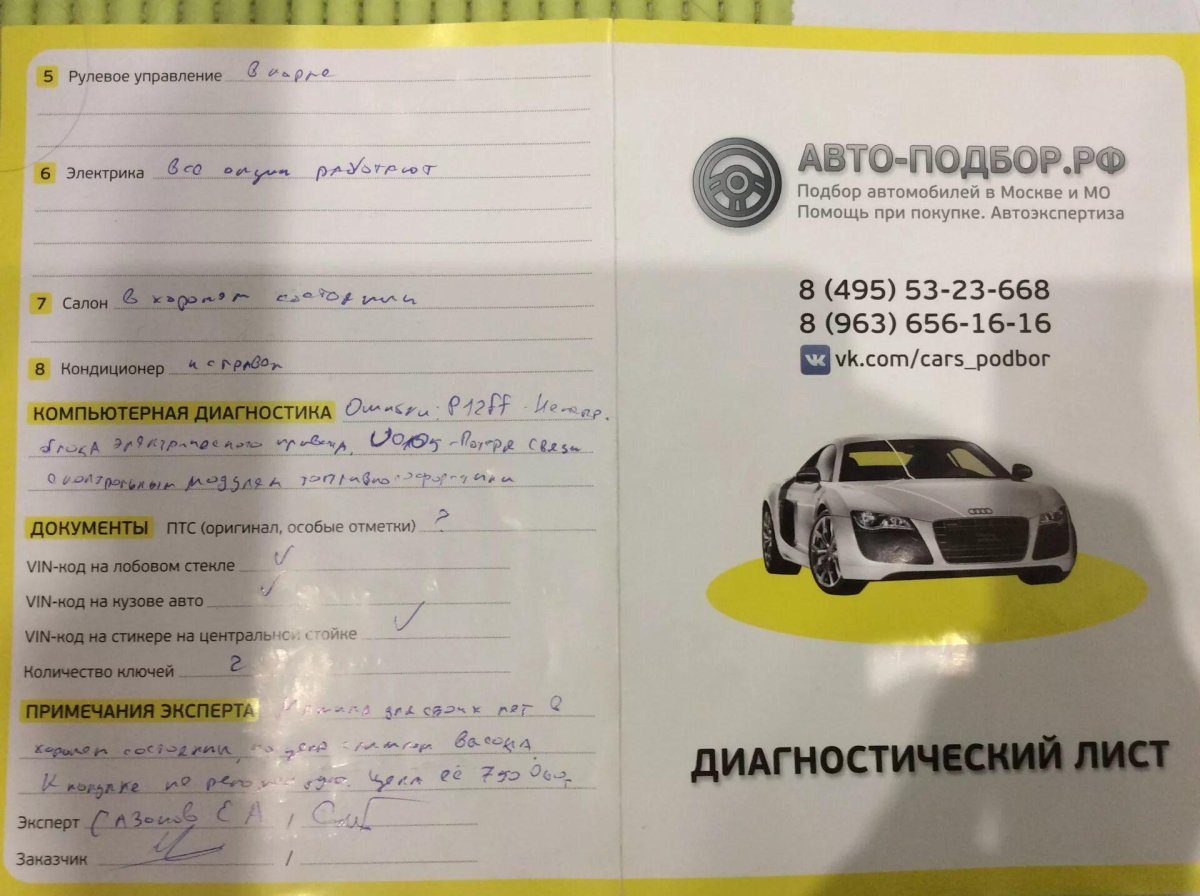 5 Рулевое управление В норме
6 Электрика Все опции работают
7 Салон В хорошем состоянии
8 Кондиционер исправен
КОМПЬЮТЕРНАЯ ДИАГНОСТИКА Ошибки: P12ff - Неиспр.
блока электрического привода, - Потеря связи
с контрольным модулем топливно-
ДОКУМЕНТЫ ПТС (оригинал, особые отметки) ?
VIN-код на лобовом стекле ✓
VIN-код на кузове авто ✓
VIN-код на стикере на центральной стойке ✓
Количество ключей 2
ПРИМЕЧАНИЯ ЭКСПЕРТА Машина для своих лет в
хорошем состоянии, но цена слишком высока
К покупке не рекомендую. Цена её 750 000
Эксперт Сазонов Е А /
Заказчик /
АВТО-ПОДБОР.РФ
Подбор автомобилей в Москве и МО
Помощь при покупке. Автоэкспертиза
8 (495) 53-23-668
8 (963) 656-16-16
vk.com/cars_podbor
ДИАГНОСТИЧЕСКИЙ ЛИСТ